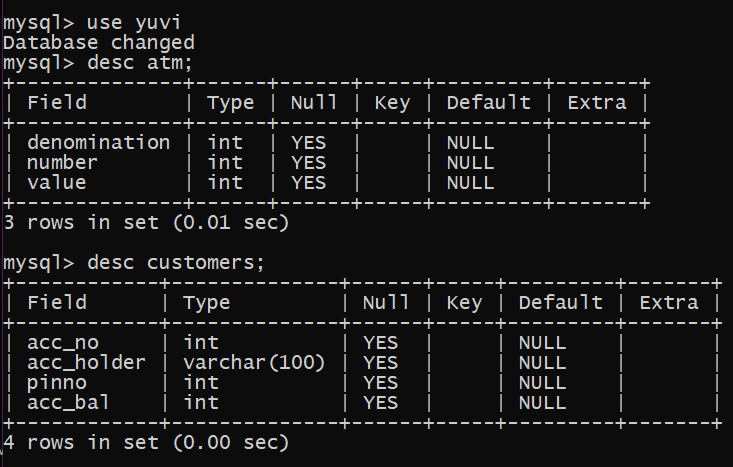 mysql> use yuvi
Database changed
mysql> desc atm;
+--------------+------+------+-----+---------+-------+
| Field        | Type | Null | Key | Default | Extra |
+--------------+------+------+-----+---------+-------+
| denomination | int  | YES  |     | NULL    |       |
| number       | int  | YES  |     | NULL    |       |
| value        | int  | YES  |     | NULL    |       |
+--------------+------+------+-----+---------+-------+
3 rows in set (0.01 sec)

mysql> desc customers;
+------------+--------------+------+-----+---------+-------+
| Field      | Type         | Null | Key | Default | Extra |
+------------+--------------+------+-----+---------+-------+
| acc_no     | int          | YES  |     | NULL    |       |
| acc_holder | varchar(100) | YES  |     | NULL    |       |
| pinno      | int          | YES  |     | NULL    |       |
| acc_bal    | int          | YES  |     | NULL    |       |
+------------+--------------+------+-----+---------+-------+
4 rows in set (0.00 sec)